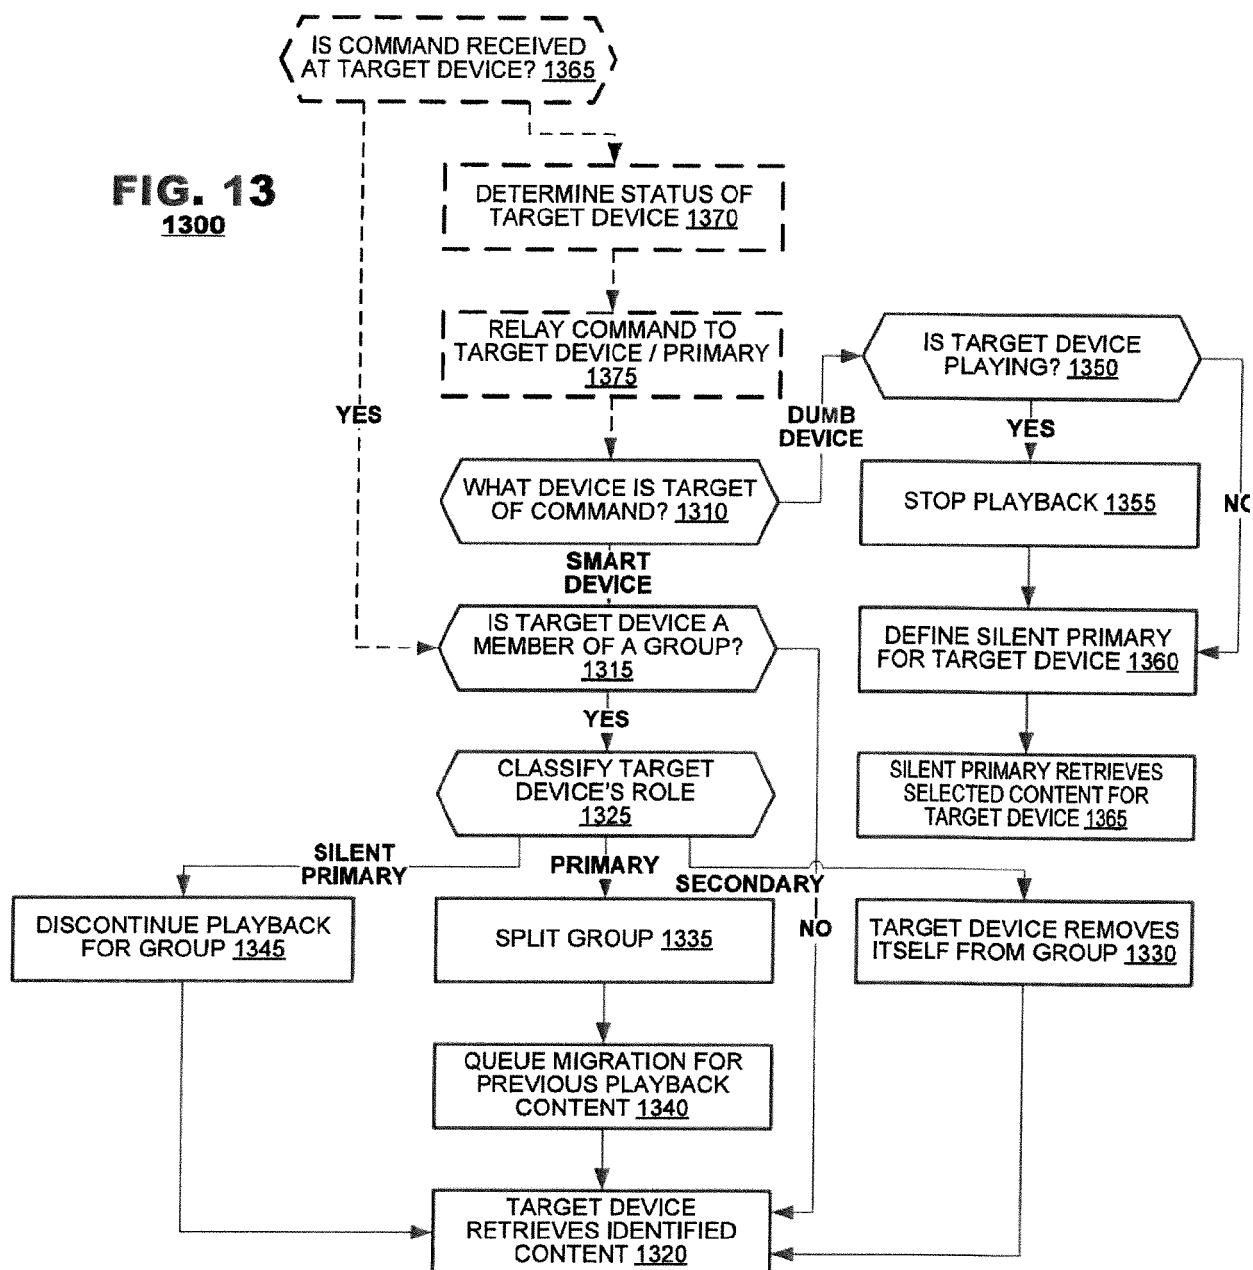 IS COMMAND RECEIVED
AT TARGET DEVICE? 1365
FIG. 13
1300
DETERMINE STATUS OF
TARGET DEVICE 1370
RELAY COMMAND TO
TARGET DEVICE / PRIMARY
1375
IS TARGET DEVICE
PLAYING? 1350
YES
DUMB
DEVICE
YES
WHAT DEVICE IS TARGET
OF COMMAND? 1310
STOP PLAYBACK 1355
NO
SMART
DEVICE
IS TARGET DEVICE A
MEMBER OF A GROUP?
1315
DEFINE SILENT PRIMARY
FOR TARGET DEVICE 1360
YES
CLASSIFY TARGET
DEVICE'S ROLE
1325
SILENT PRIMARY RETRIEVES
SELECTED CONTENT FOR
TARGET DEVICE 1365
SILENT
PRIMARY
PRIMARY
SECONDARY
NO
DISCONTINUE PLAYBACK
FOR GROUP 1345
SPLIT GROUP 1335
TARGET DEVICE REMOVES
ITSELF FROM GROUP 1330
QUEUE MIGRATION FOR
PREVIOUS PLAYBACK
CONTENT 1340
TARGET DEVICE
RETRIEVES IDENTIFIED
CONTENT 1320